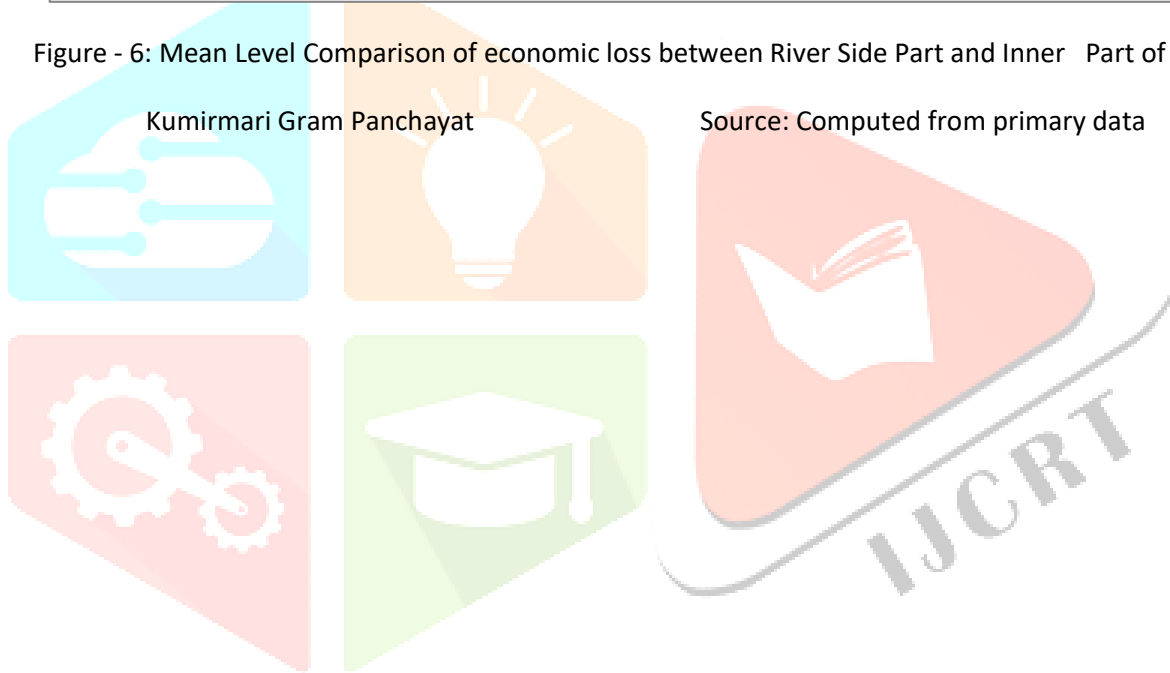 Figure - 6: Mean Level Comparison of economic loss between River Side Part and Inner Part of
Kumirmari Gram Panchayat Source: Computed from primary data
IJCRT